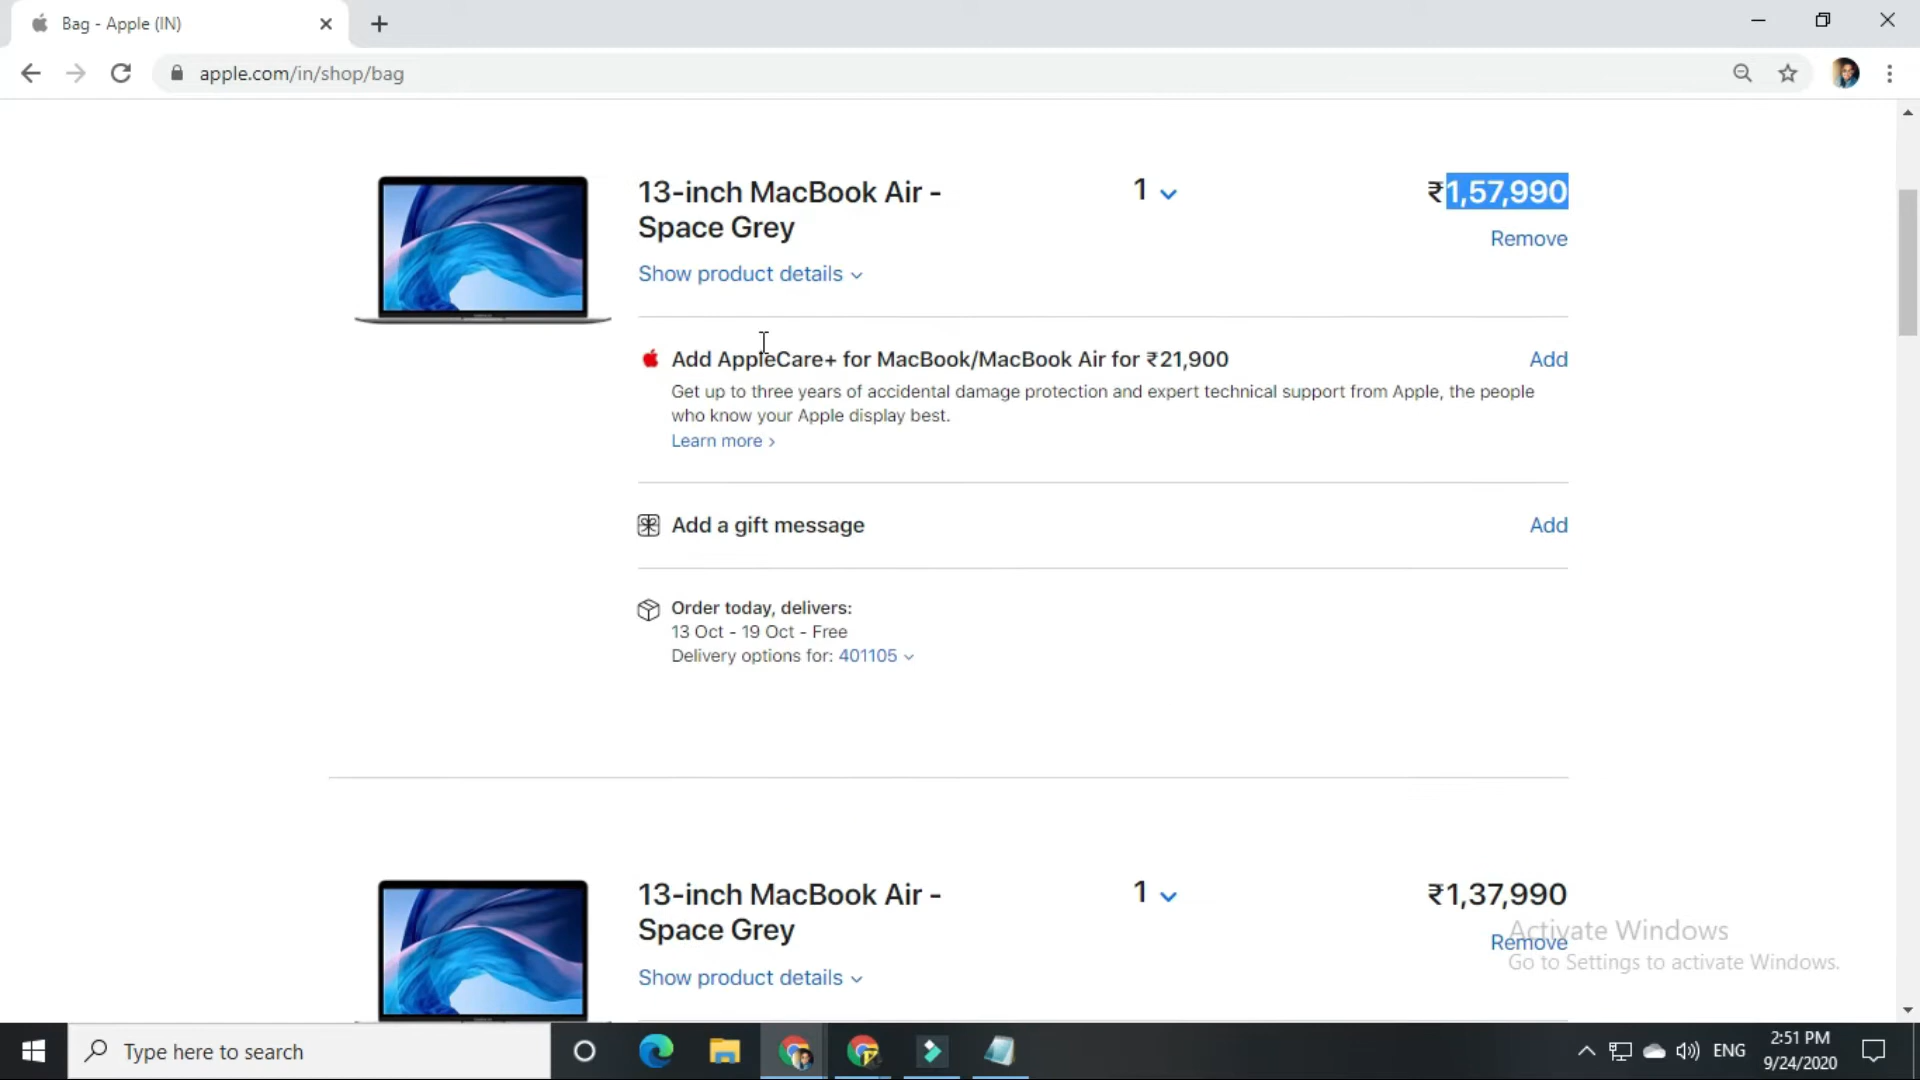 Bag - Apple (IN)
apple.com/in/shop/bag
13-inch MacBook Air -
Space Grey
1
₹1,57,990
Remove
Show product details
Add AppleCare+ for MacBook/MacBook Air for ₹21,900
Add
Get up to three years of accidental damage protection and expert technical support from Apple, the people
who know your Apple display best.
Learn more >
Add a gift message
Add
Order today, delivers:
13 Oct - 19 Oct - Free
Delivery options for: 401105
13-inch MacBook Air -
Space Grey
1
₹1,37,990
Remove
Show product details
Activate Windows
Go to Settings to activate Windows.
Type here to search
ENG
2:51 PM
9/24/2020